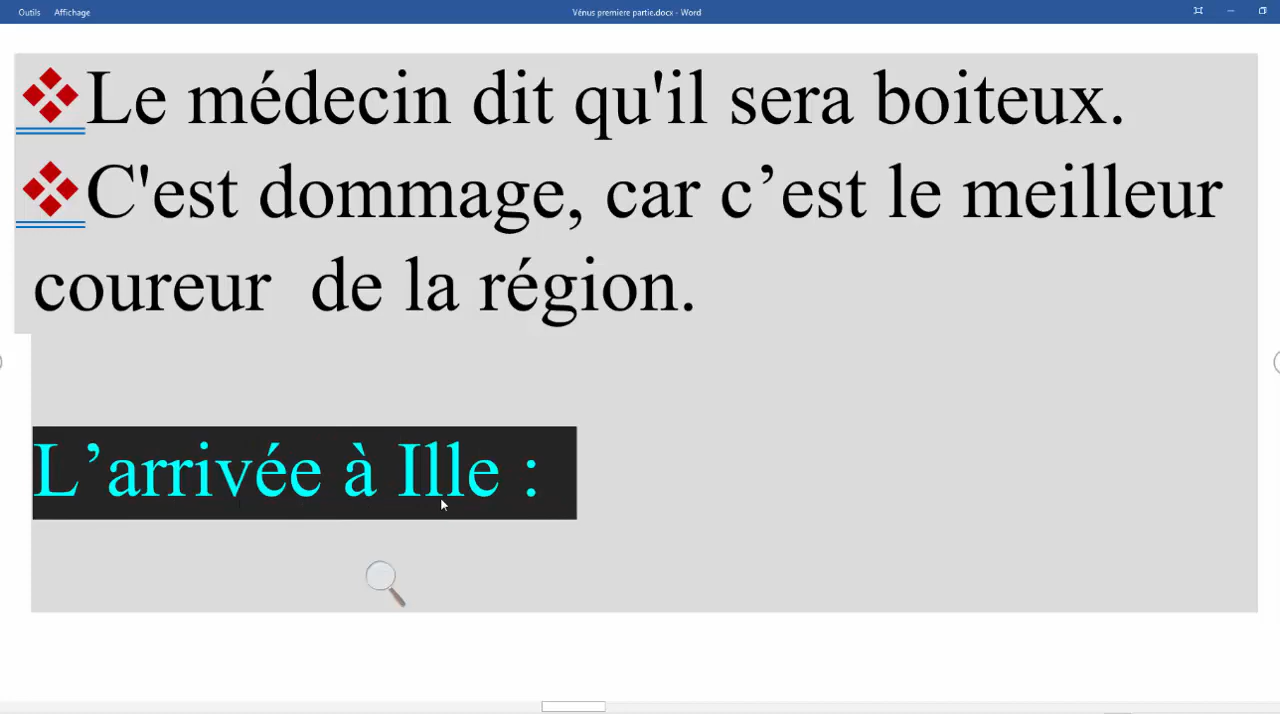 Outils Affichage Vénus premiere partie.docx - Word
❖Le médecin dit qu'il sera boiteux.
❖C'est dommage, car c’est le meilleur
coureur de la région.
L’arrivée à Ille :